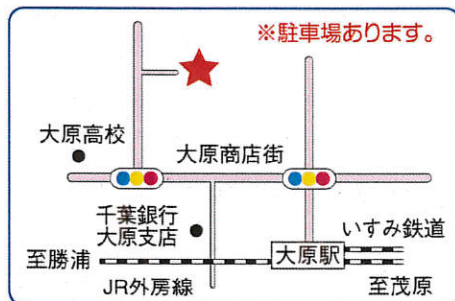 ※駐車場あります。
大原高校
大原商店街
千葉銀行
大原支店
大原駅
いすみ鉄道
至勝浦
JR外房線
至茂原